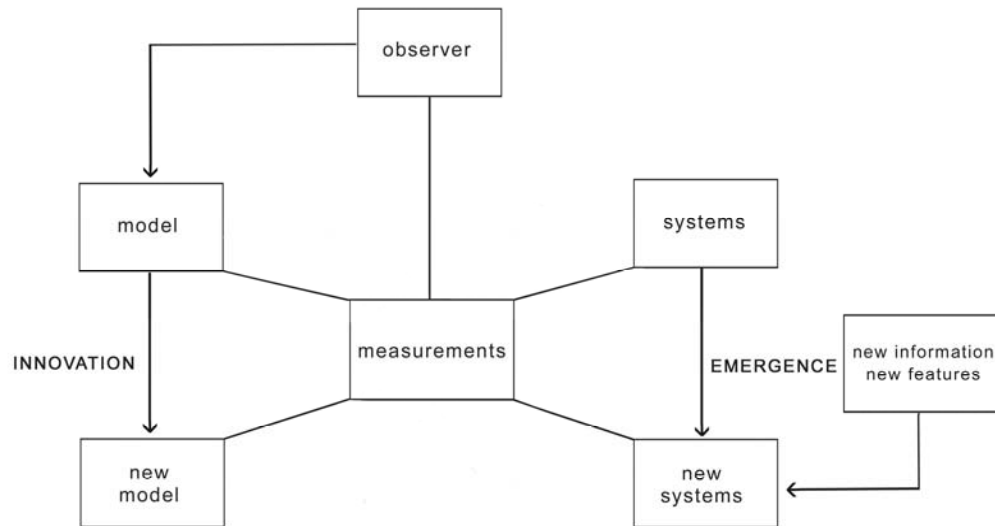 observer
model
systems
measurements
INNOVATION
EMERGENCE
new information
new features
new
model
new
systems